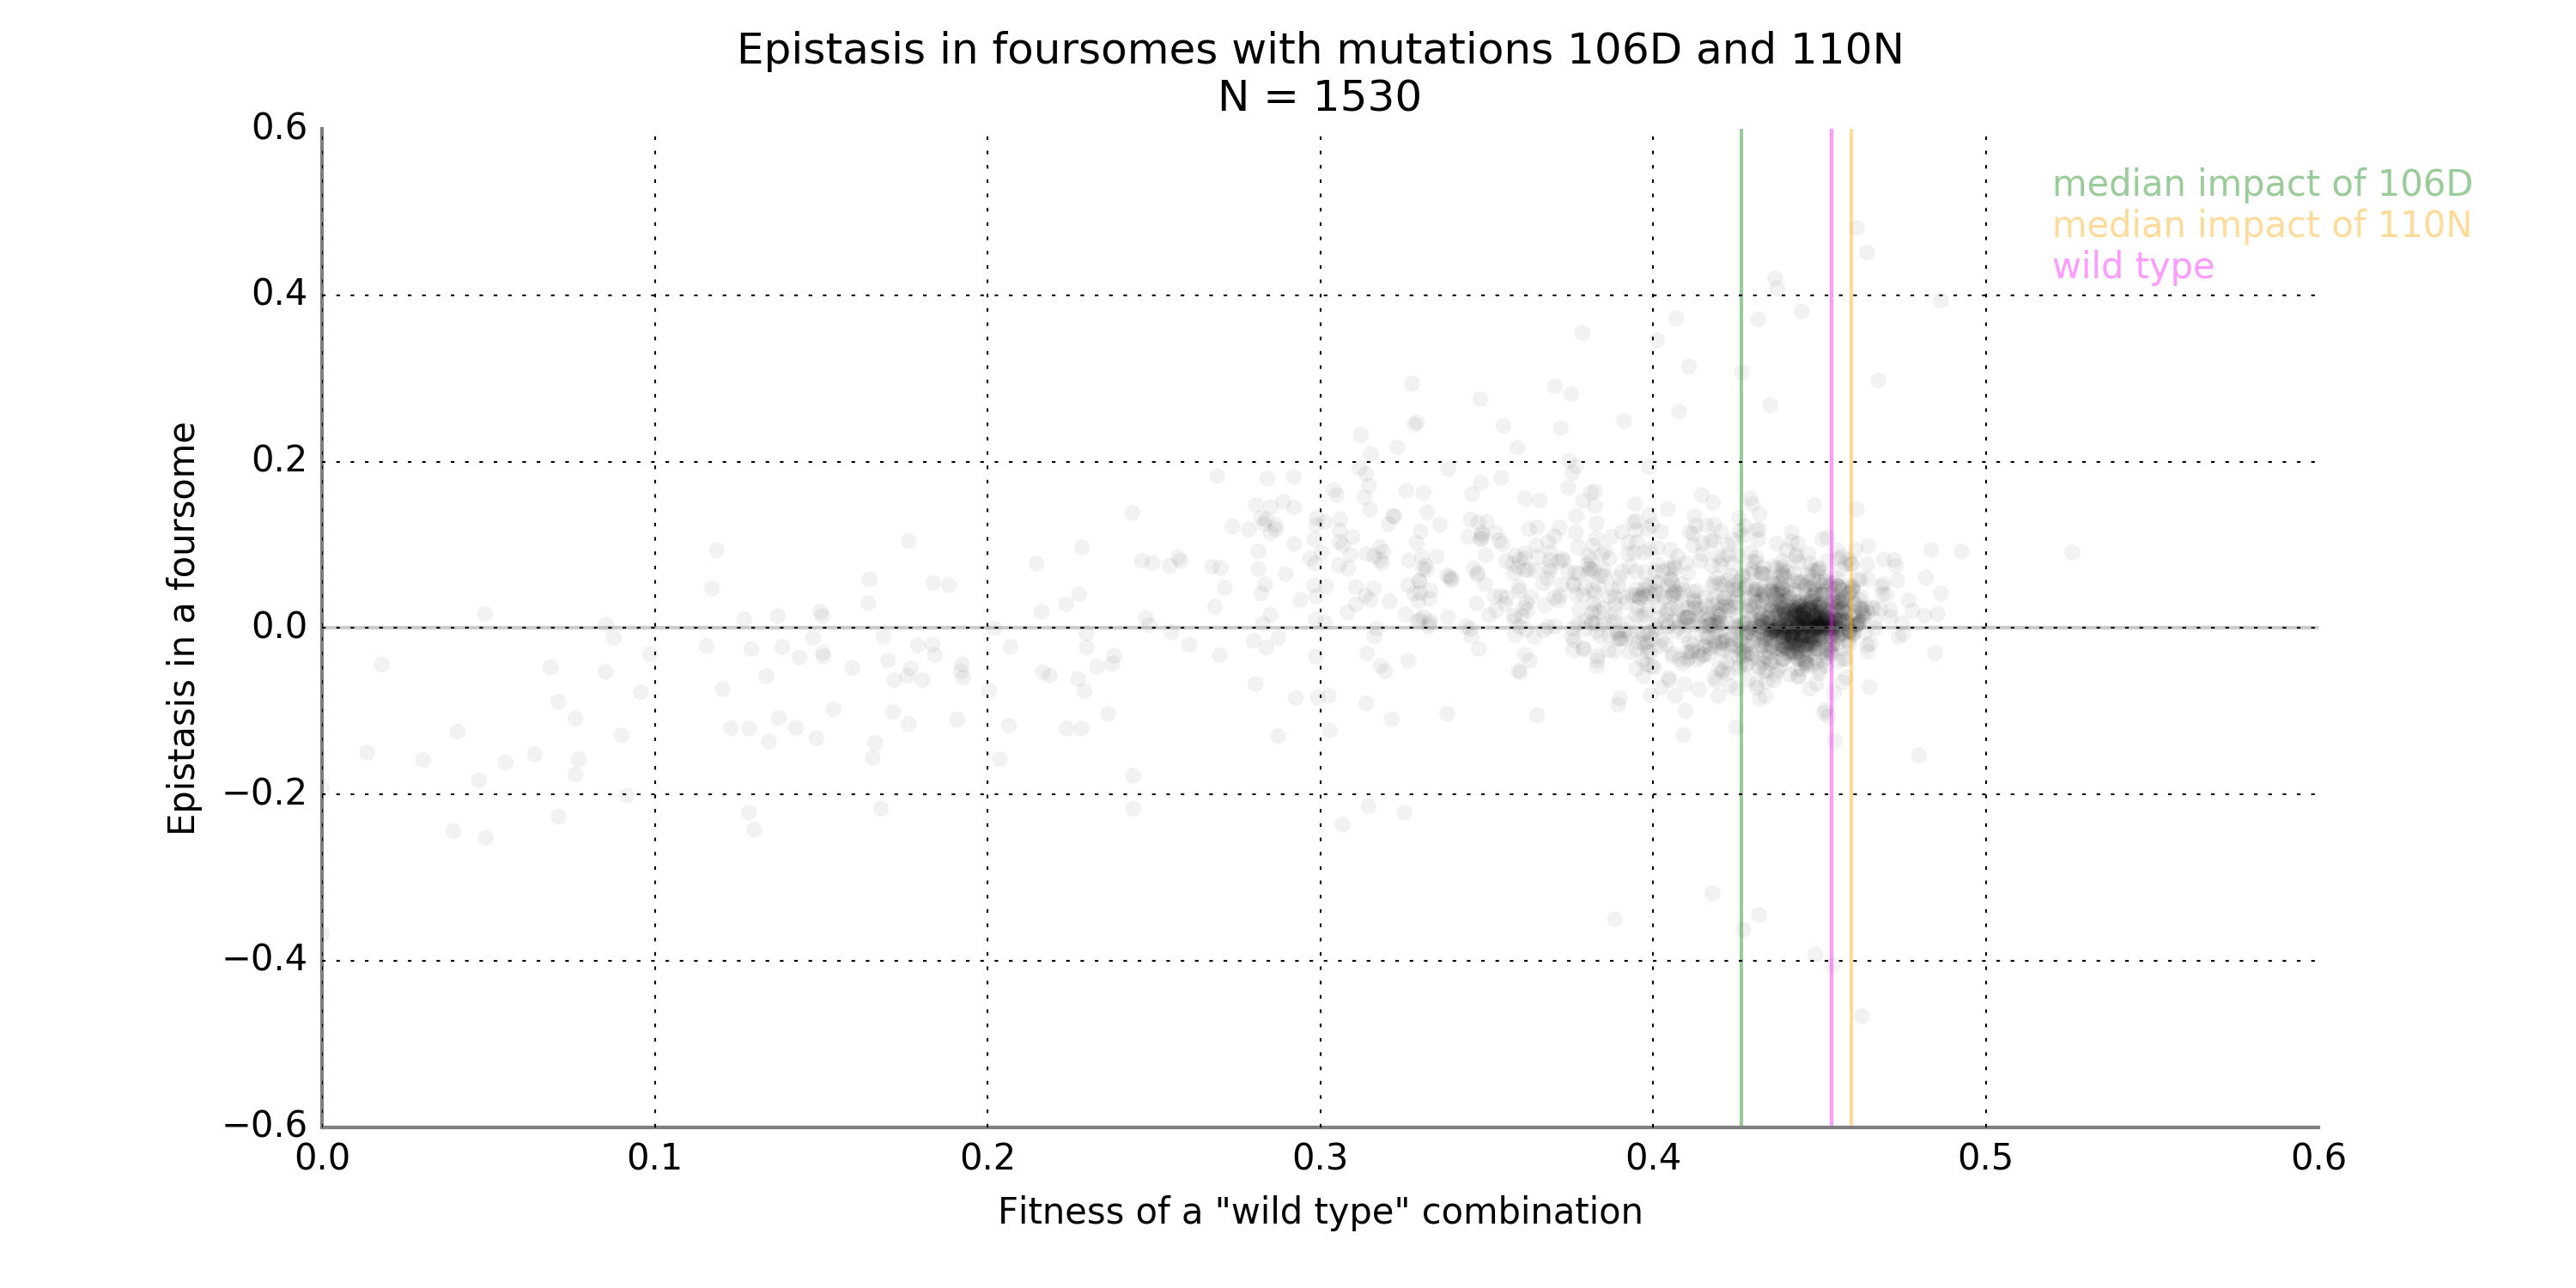 Epistasis in foursomes with mutations 106D and 110N
N = 1530
0.6
median impact of 106D
median impact of 110N
wild type
0.4
0.2
0.0
−0.2
−0.4
−0.6
Epistasis in a foursome
0.0 0.1 0.2 0.3 0.4 0.5 0.6
Fitness of a "wild type" combination